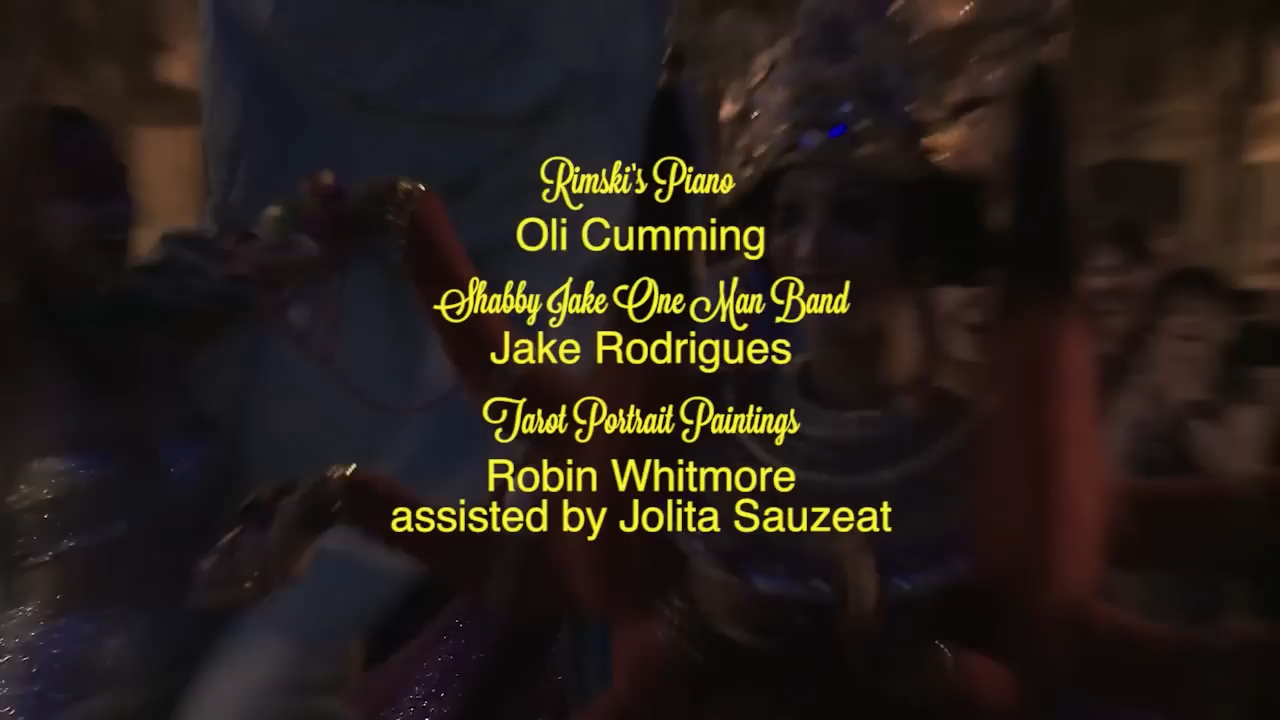 Rimski's Piano
Oli Cumming
Shabby Jake One Man Band
Jake Rodrigues
Tarot Portrait Paintings
Robin Whitmore
assisted by Jolita Sauzeat